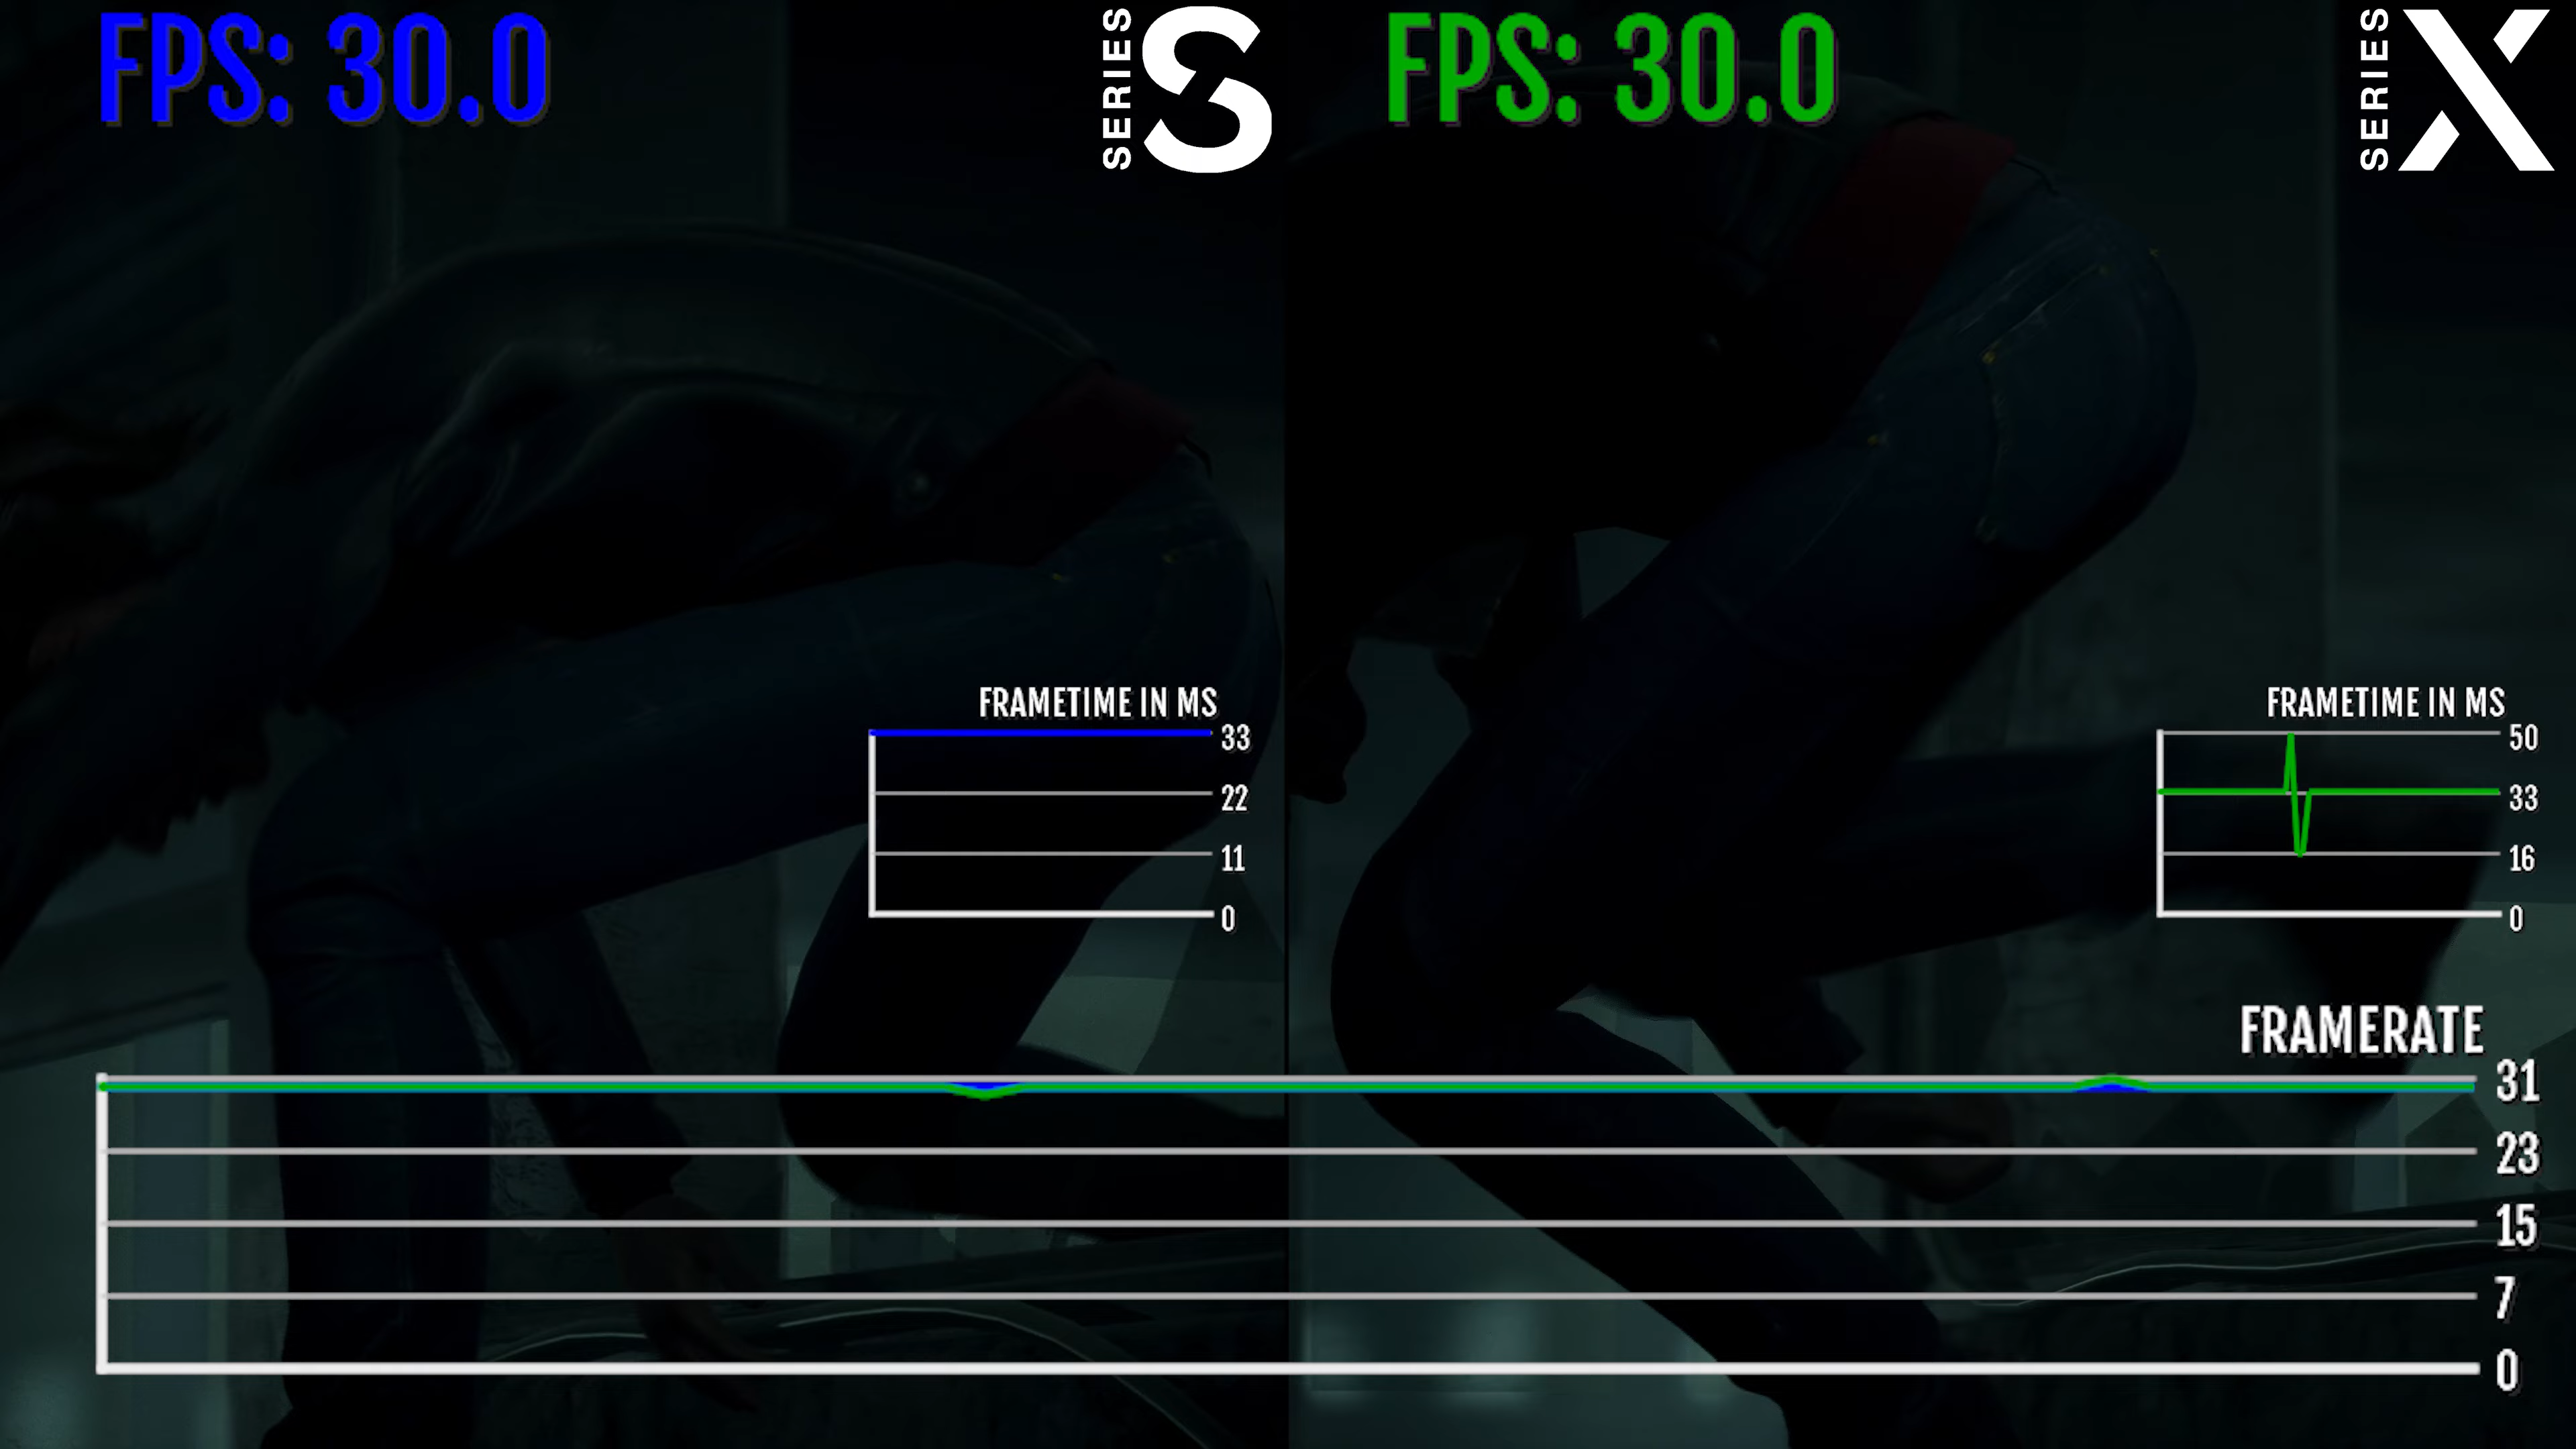 FPS: 30.0
SERIES S
FPS: 30.0
SERIES X
FRAMETIME IN MS
33
22
11
0
FRAMETIME IN MS
50
33
16
0
FRAMERATE
31
23
15
7
0